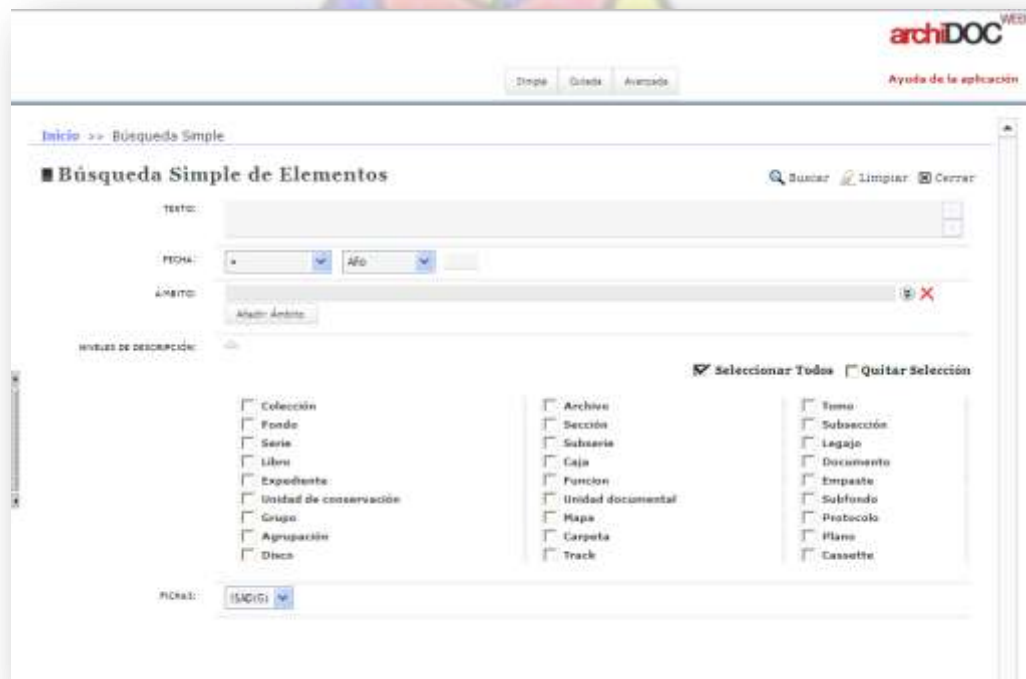 archiDOC WEB
Simple Guiada Avanzada
Ayuda de la aplicación
Inicio >> Búsqueda Simple
Búsqueda Simple de Elementos
Buscar Limpiar Cerrar
TEXTO:
FECHA: = Año
ÁMBITO:
Añadir Ámbito
NIVELES DE DESCRIPCIÓN:
Seleccionar Todos Quitar Selección
Colección Archivo Tomo
Fondo Sección Subsección
Serie Subserie Legajo
Libro Caja Documento
Expediente Funcion Empaste
Unidad de conservación Unidad documental Subfondo
Grupo Mapa Protocolo
Agrupación Carpeta Plano
Disco Track Cassette
FICHAS: ISAD(G)